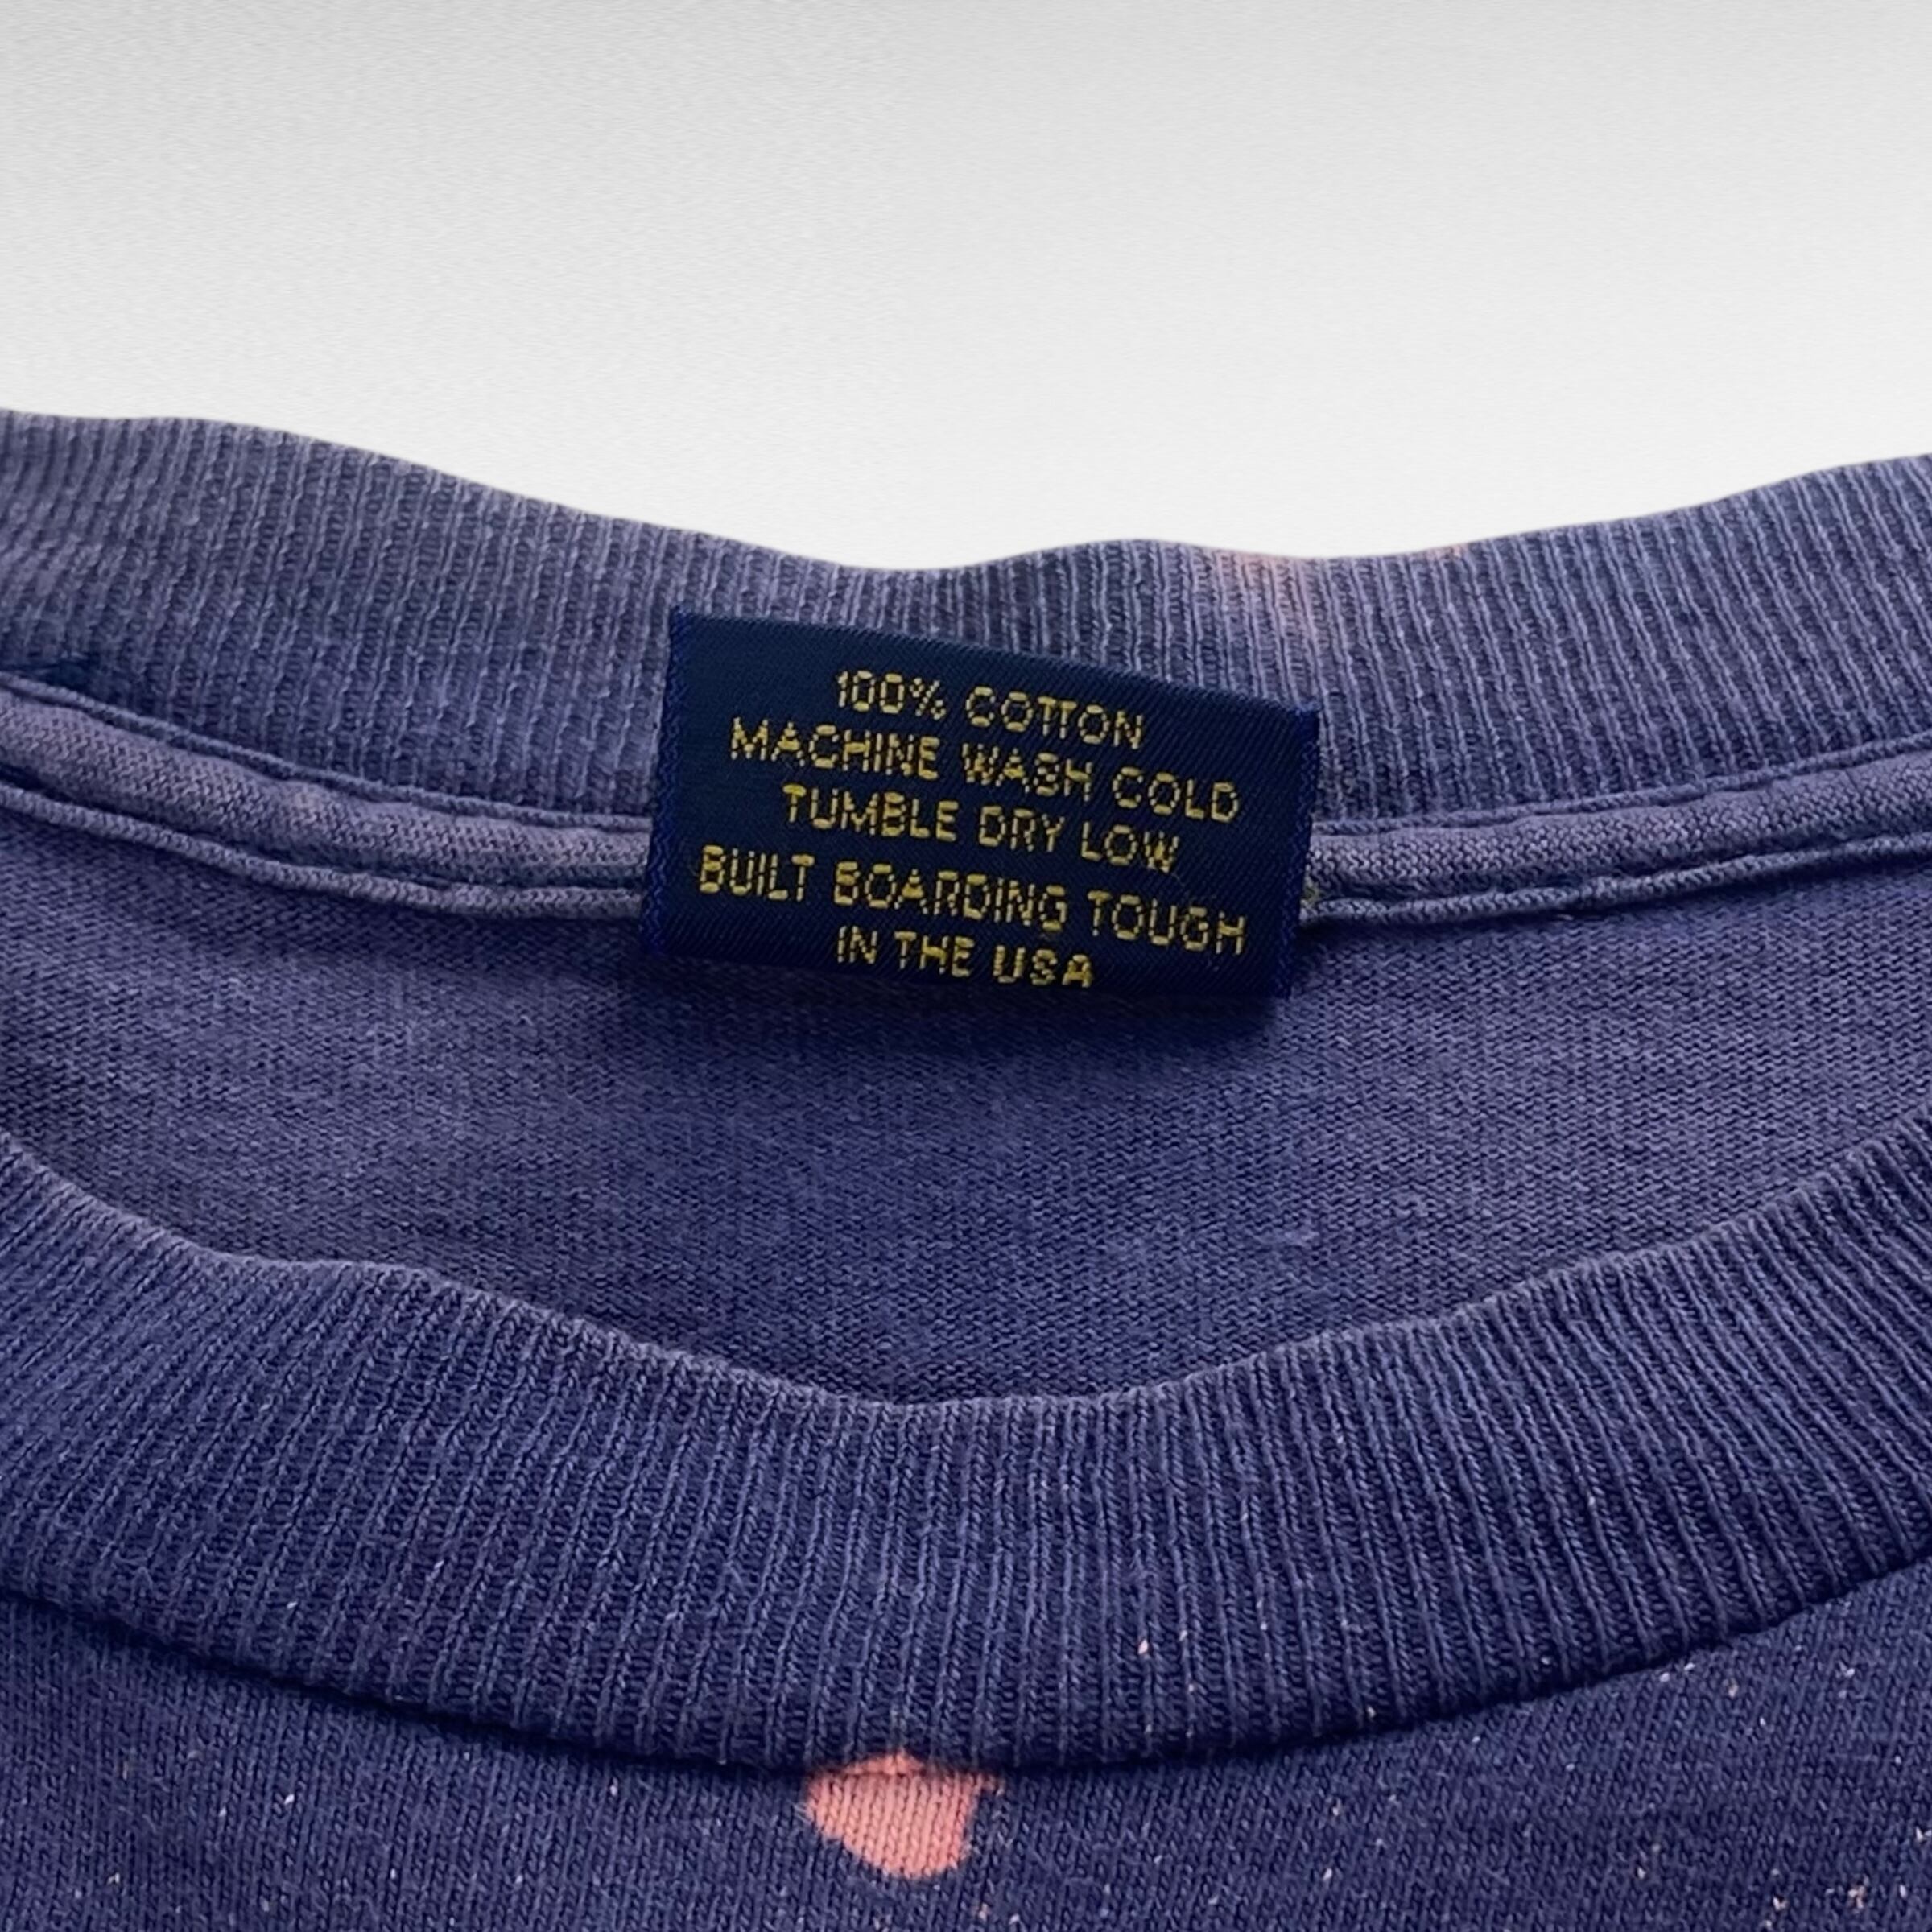 100% COTTON
MACHINE WASH COLD
TUMBLE DRY LOW
BUILT BOARDING TOUGH
IN THE USA